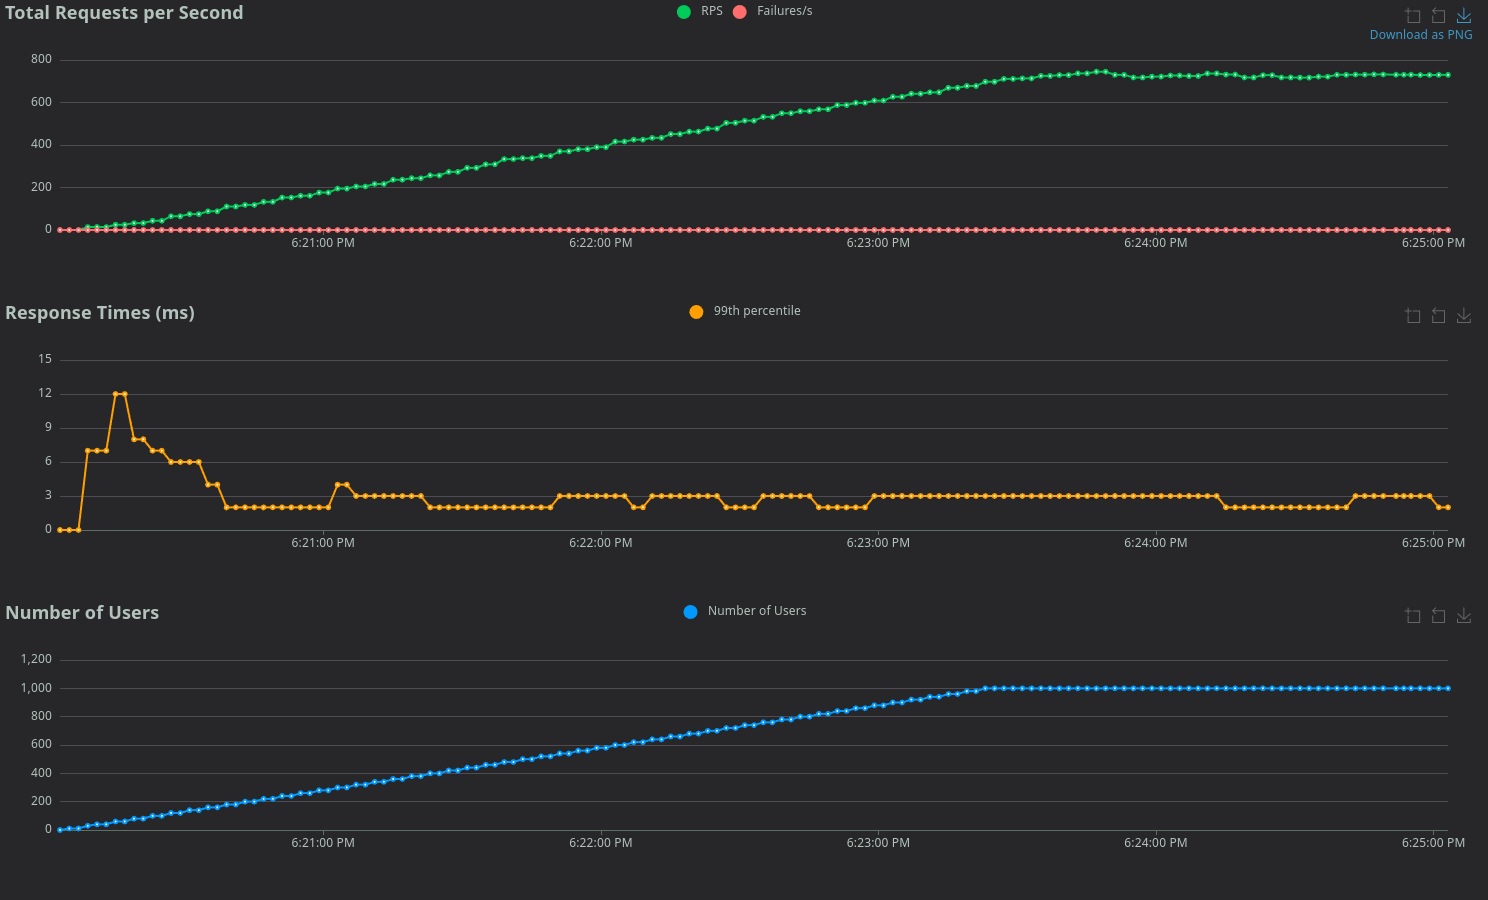 Total Requests per Second
RPS Failures/s
Download as PNG
800
600
400
200
0
6:21:00 PM 6:22:00 PM 6:23:00 PM 6:24:00 PM 6:25:00 PM
Response Times (ms)
99th percentile
15
12
9
6
3
0
6:21:00 PM 6:22:00 PM 6:23:00 PM 6:24:00 PM 6:25:00 PM
Number of Users
Number of Users
1,200
1,000
800
600
400
200
0
6:21:00 PM 6:22:00 PM 6:23:00 PM 6:24:00 PM 6:25:00 PM